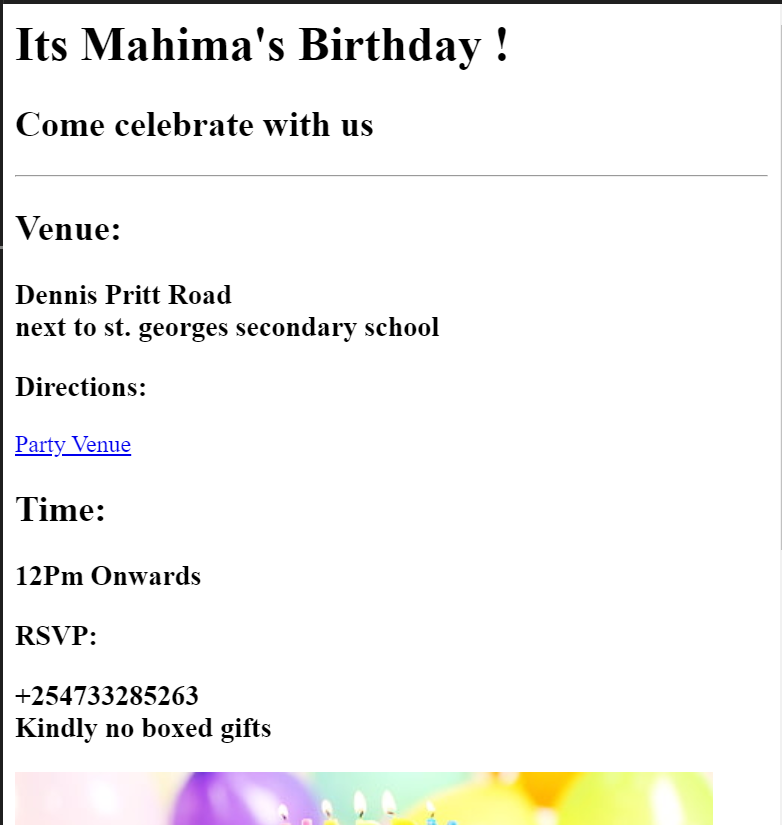 Its Mahima's Birthday !
Come celebrate with us
Venue:
Dennis Pritt Road
next to st. georges secondary school
Directions:
Party Venue
Time:
12Pm Onwards
RSVP:
+254733285263
Kindly no boxed gifts